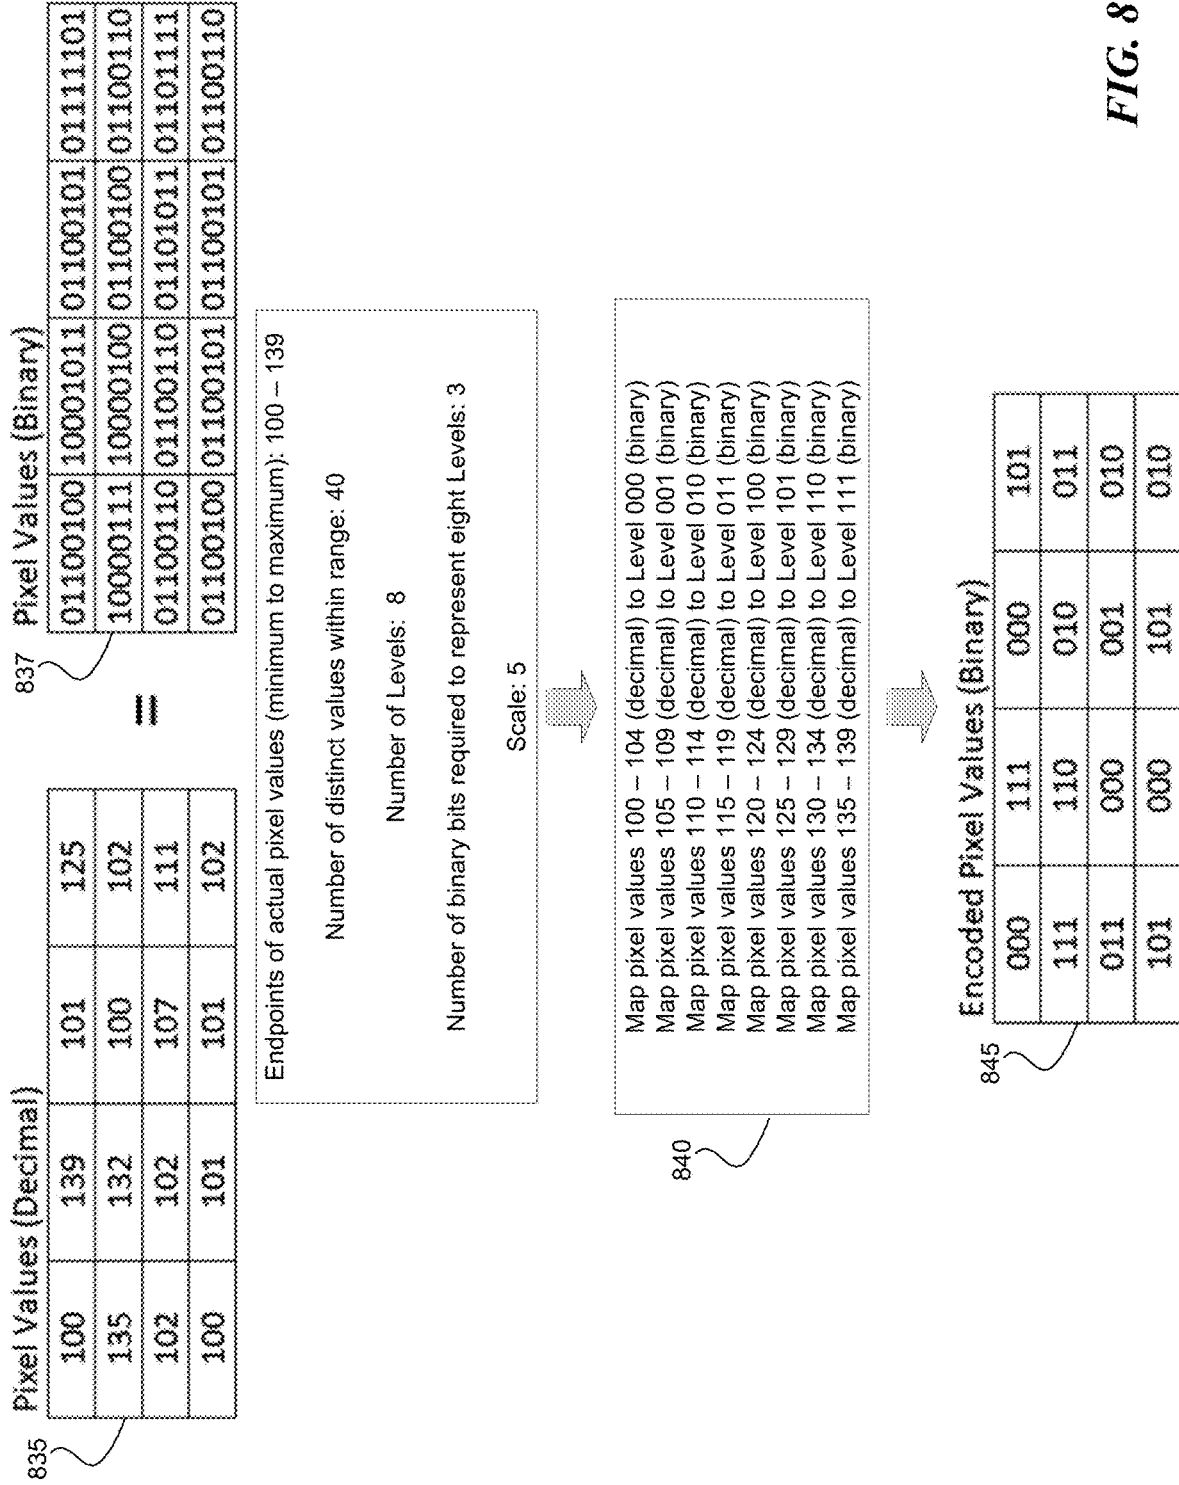 Pixel Values (Decimal)
100 139 101 125
135 132 100 102
102 102 107 111
100 101 101 102
835
=
Pixel Values (Binary)
01100100 10001011 01100101 01111101
10000111 10000100 01100100 01100110
01100110 01100110 01101011 01101111
01100100 01100101 01100101 01100110
837
Endpoints of actual pixel values (minimum to maximum): 100 – 139
Number of distinct values within range: 40
Number of Levels: 8
Number of binary bits required to represent eight Levels: 3
Scale: 5
Map pixel values 100 – 104 (decimal) to Level 000 (binary)
Map pixel values 105 – 109 (decimal) to Level 001 (binary)
Map pixel values 110 – 114 (decimal) to Level 010 (binary)
Map pixel values 115 – 119 (decimal) to Level 011 (binary)
Map pixel values 120 – 124 (decimal) to Level 100 (binary)
Map pixel values 125 – 129 (decimal) to Level 101 (binary)
Map pixel values 130 – 134 (decimal) to Level 110 (binary)
Map pixel values 135 – 139 (decimal) to Level 111 (binary)
840
Encoded Pixel Values (Binary)
000 111 000 101
111 110 010 011
011 000 001 010
101 000 101 010
845
FIG. 8